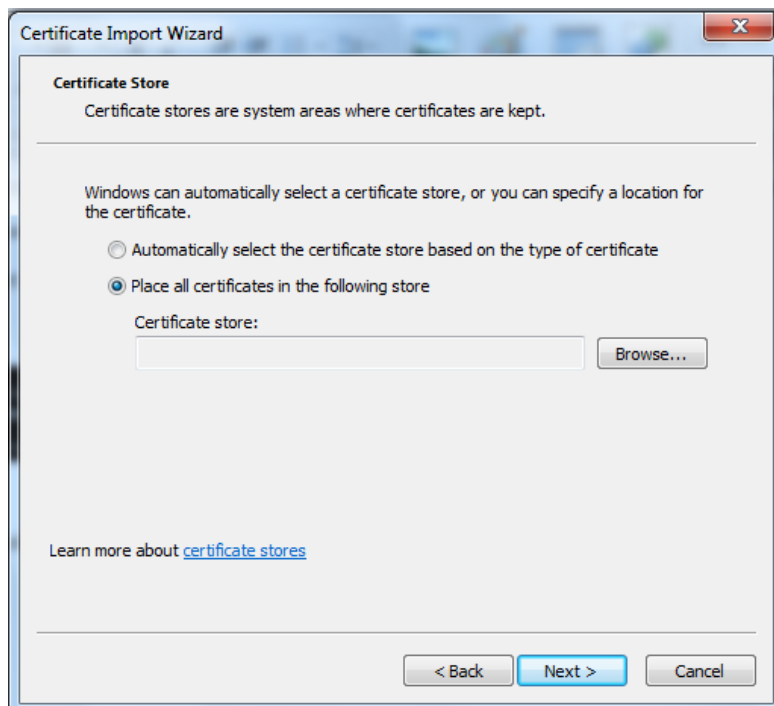 Certificate Import Wizard
X
Certificate Store
Certificate stores are system areas where certificates are kept.
Windows can automatically select a certificate store, or you can specify a location for
the certificate.
Automatically select the certificate store based on the type of certificate
Place all certificates in the following store
Certificate store:
Browse...
Learn more about certificate stores
< Back Next > Cancel